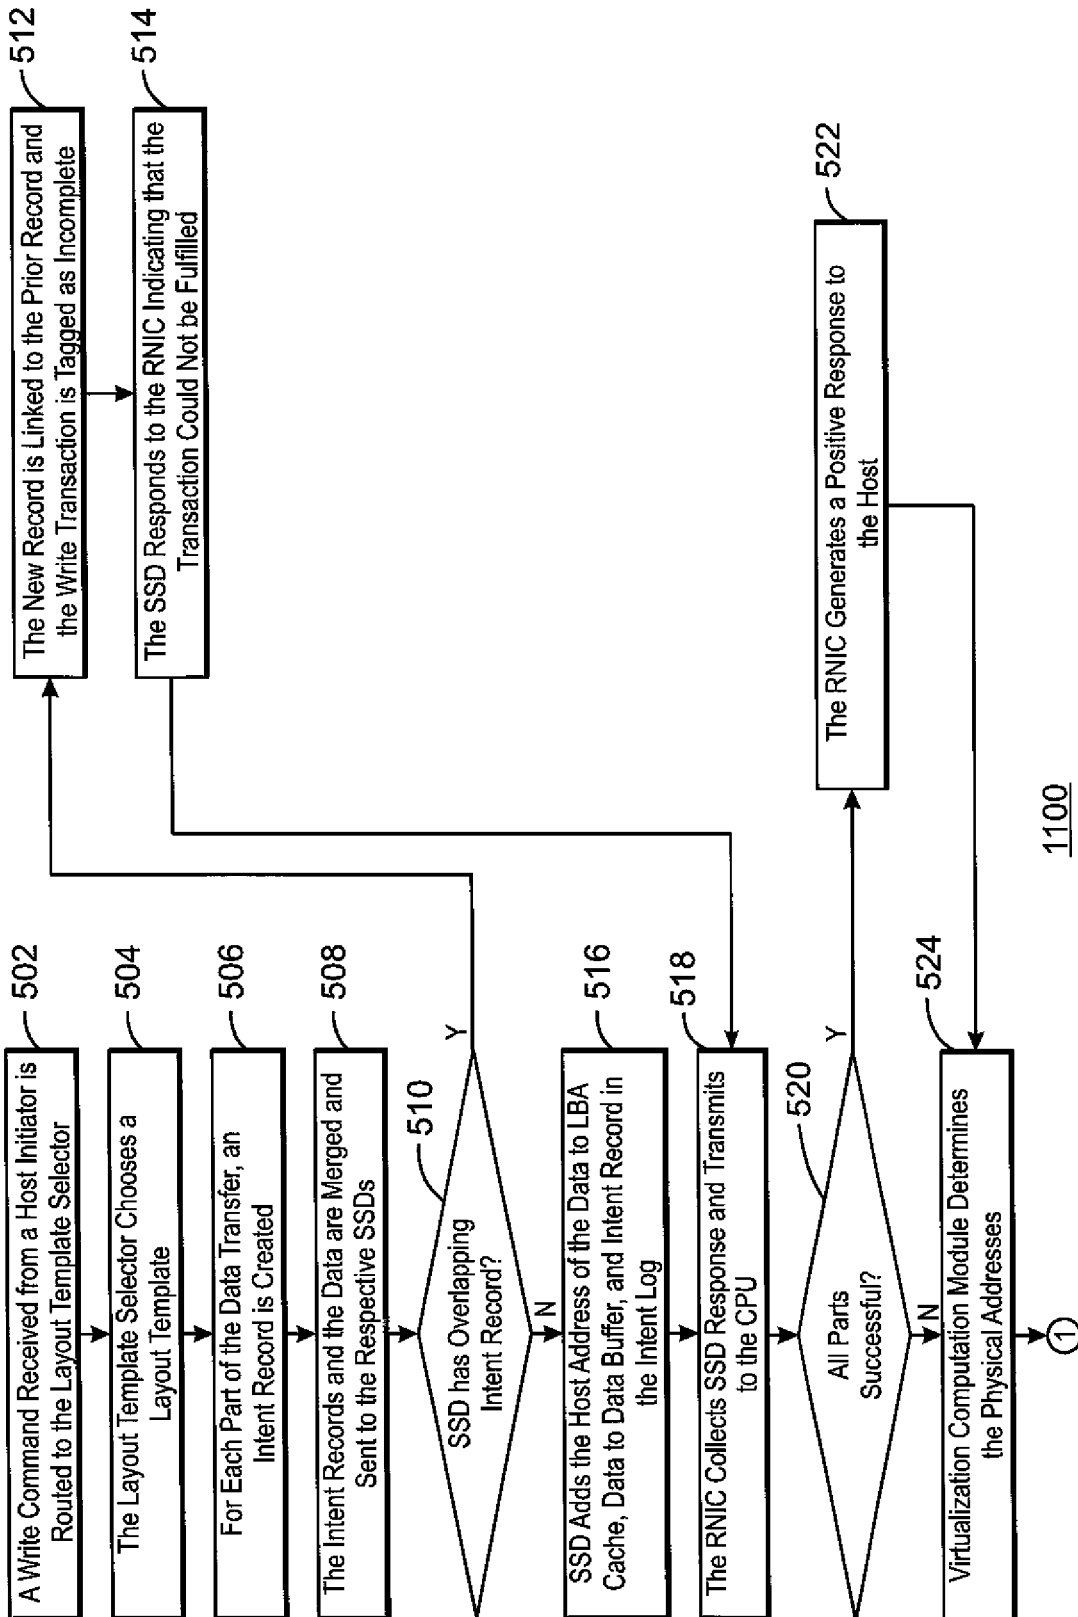 A Write Command Received from a Host Initiator is
Routed to the Layout Template Selector
502
The Layout Template Selector Chooses a
Layout Template
504
For Each Part of the Data Transfer, an
Intent Record is Created
506
The Intent Records and the Data are Merged and
Sent to the Respective SSDs
508
SSD has Overlapping
Intent Record?
510
Y
N
The New Record is Linked to the Prior Record and
the Write Transaction is Tagged as Incomplete
512
The SSD Responds to the RNIC Indicating that the
Transaction Could Not be Fulfilled
514
SSD Adds the Host Address of the Data to LBA
Cache, Data to Data Buffer, and Intent Record in
the Intent Log
516
The RNIC Collects SSD Response and Transmits
to the CPU
518
All Parts
Successful?
520
Y
N
The RNIC Generates a Positive Response to
the Host
522
Virtualization Computation Module Determines
the Physical Addresses
524
1
1100